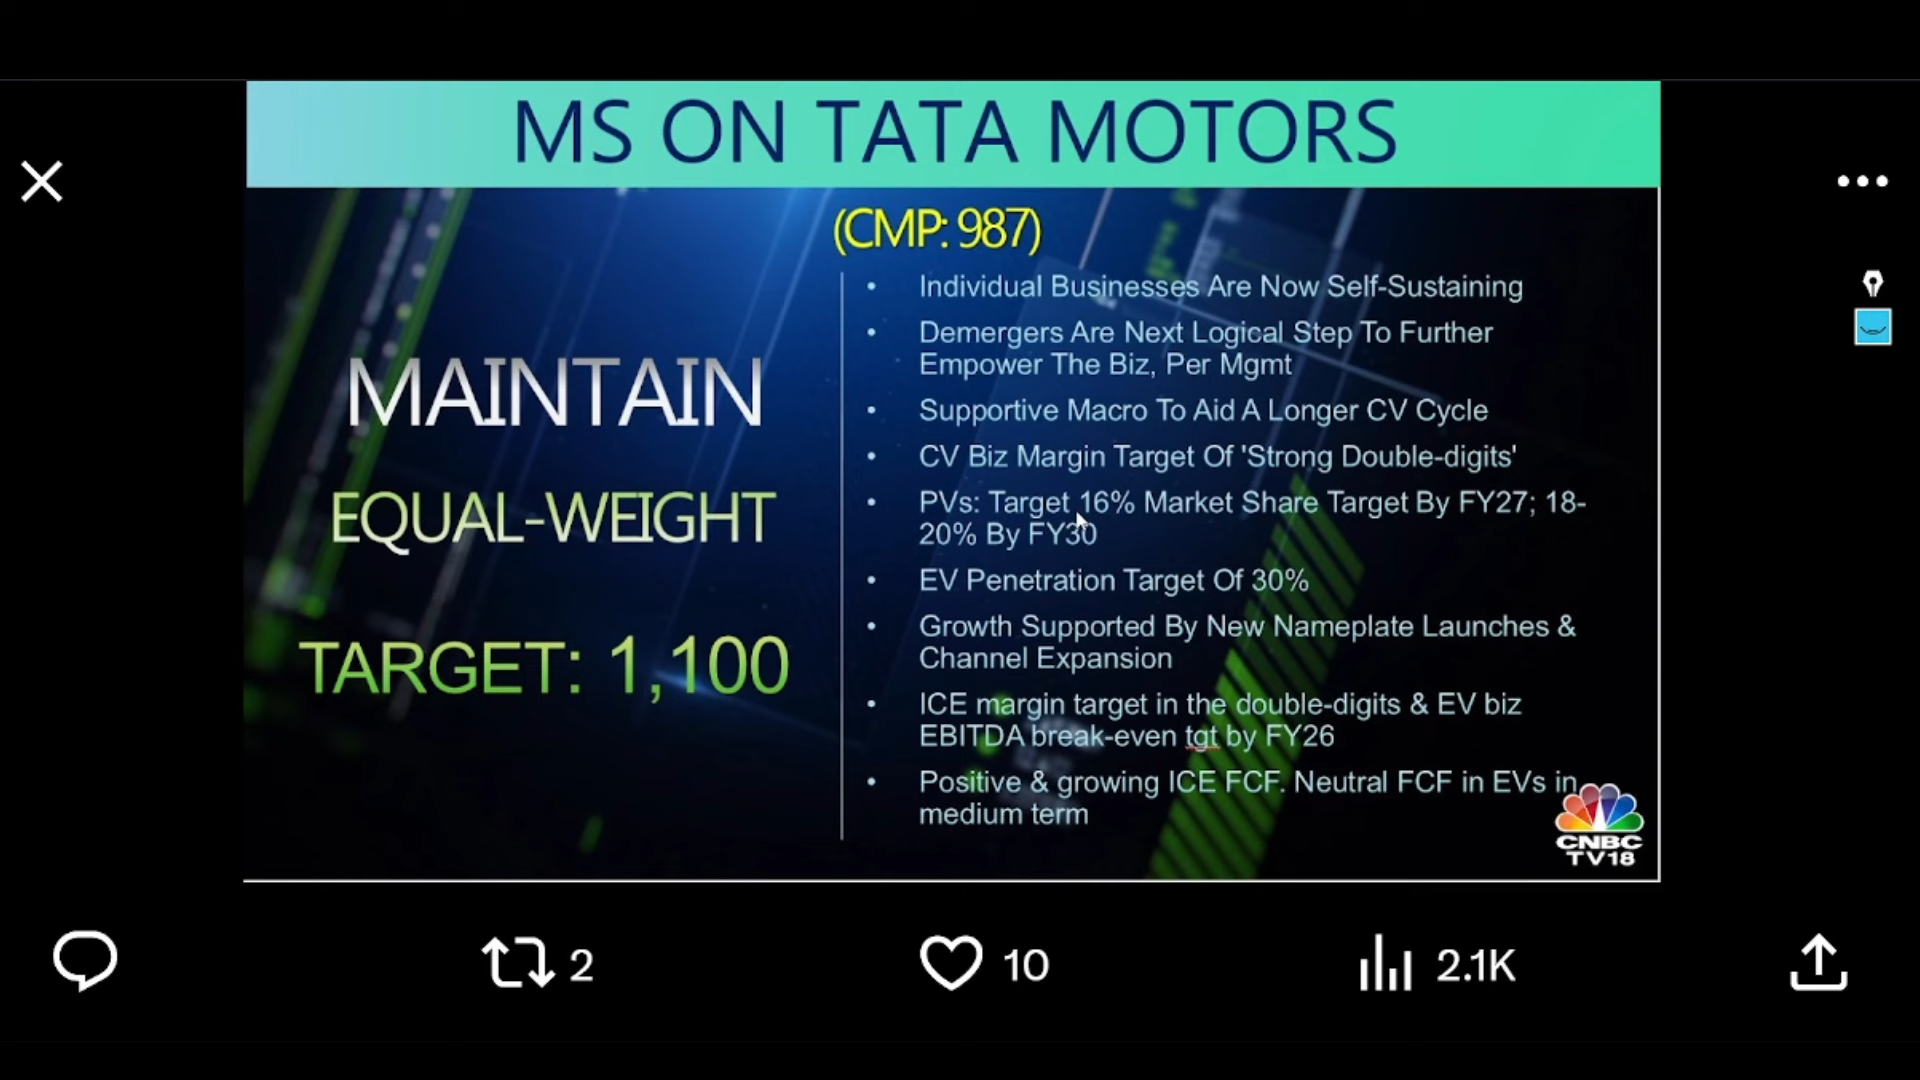 MS ON TATA MOTORS
(CMP: 987)
MAINTAIN
EQUAL-WEIGHT
TARGET: 1,100
• Individual Businesses Are Now Self-Sustaining
• Demergers Are Next Logical Step To Further
Empower The Biz, Per Mgmt
• Supportive Macro To Aid A Longer CV Cycle
• CV Biz Margin Target Of 'Strong Double-digits'
• PVs: Target 16% Market Share Target By FY27; 18-
20% By FY30
• EV Penetration Target Of 30%
• Growth Supported By New Nameplate Launches &
Channel Expansion
• ICE margin target in the double-digits & EV biz
EBITDA break-even tgt by FY26
• Positive & growing ICE FCF. Neutral FCF in EVs in
medium term
CNBC
TV18
2
10
2.1K